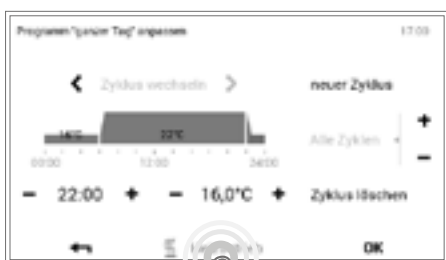 Programm "ganzer Tag" anpassen 17:00
Zyklus wechseln neuer Zyklus
16°C 22°C
Alle Zyklen +
00:00 12:00 24:00 −
− 22:00 + − 16,0°C + Zyklus löschen
OK